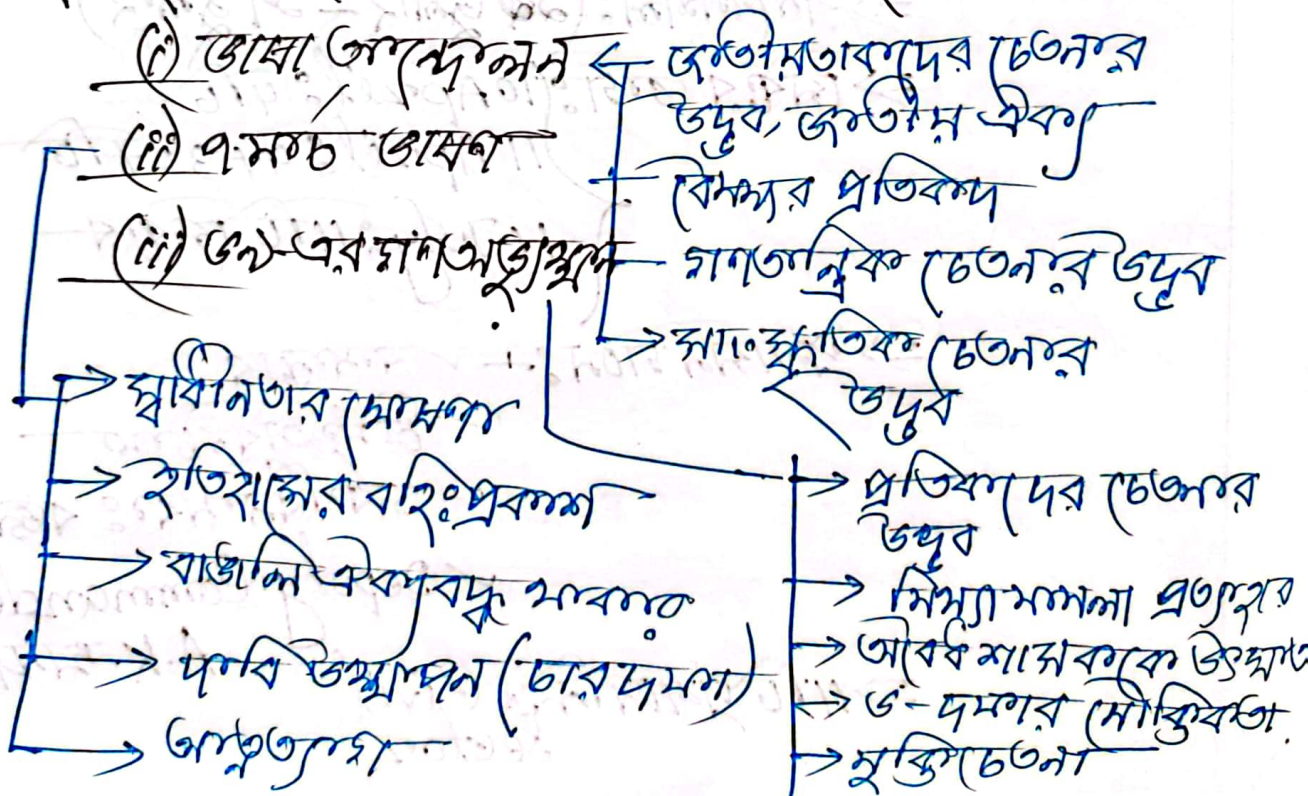 (i) ভাষা আন্দোলন
জাতীয়তাবাদের চেতনার
উদ্ভব, জাতীয় ঐক্য
(ii) ৭ মার্চ ভাষণ
বৈষম্যর প্রতিবাদ
(iii) ৬৯-এর গণঅভ্যুত্থান
গণতান্ত্রিক চেতনার উদ্ভব
সাংস্কৃতিক চেতনার
উদ্ভব
স্বাধীনতার ঘোষণা
ইতিহাসের বহিঃপ্রকাশ
বাঙালি ঐক্যবদ্ধ থাকার
দাবি উত্থাপন (চার দফা)
আত্মত্যাগ
প্রতিবাদের চেতনার
উদ্ভব
মিথ্যা মামলা প্রত্যাহার
অবৈধ শাসককে উৎখাত
৬-দফার যৌক্তিকতা
মুক্তিচেতনা